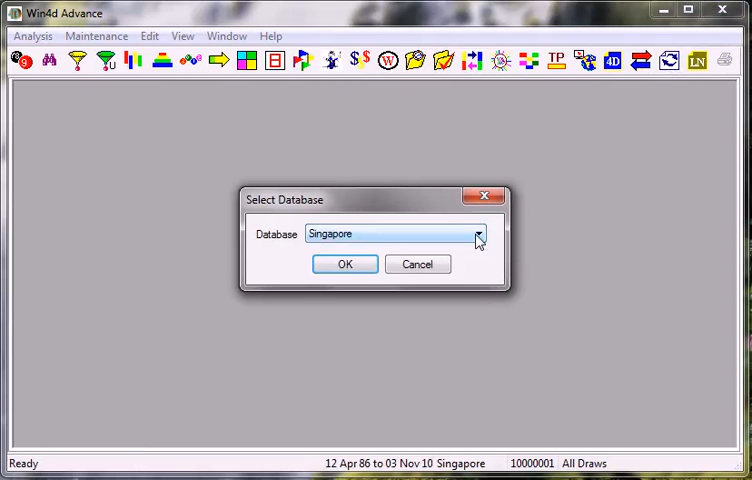 Win4d Advance
Analysis Maintenance Edit View Window Help
9 U $ $ W TP 4D LN
Select Database
Database Singapore
OK Cancel
Ready 12 Apr 86 to 03 Nov 10 Singapore 10000001 All Draws